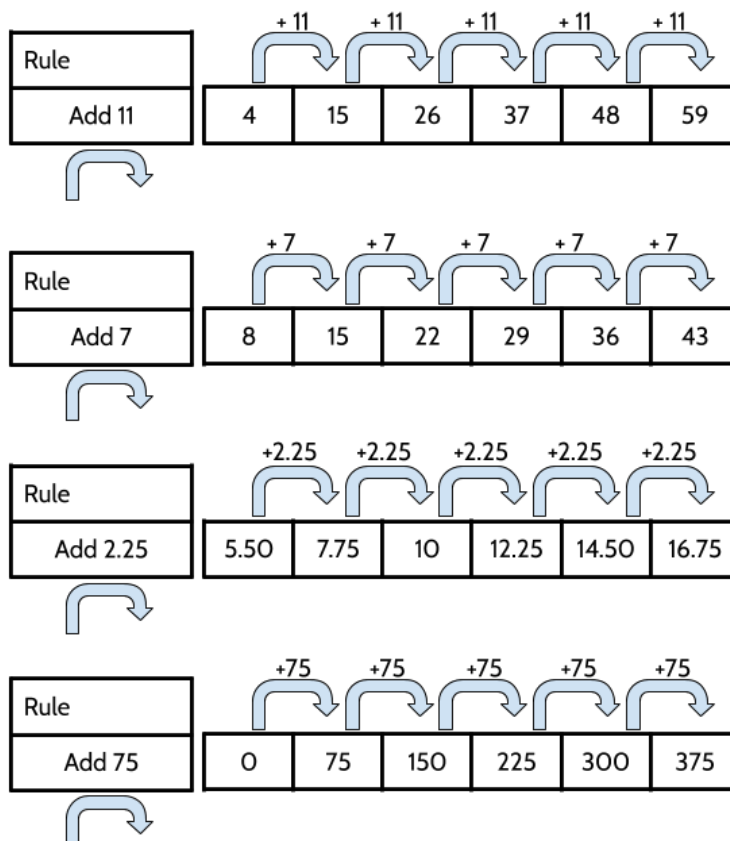 + 11 + 11 + 11 + 11 + 11
Rule
Add 11 4 15 26 37 48 59
+ 7 + 7 + 7 + 7 + 7
Rule
Add 7 8 15 22 29 36 43
+2.25 +2.25 +2.25 +2.25 +2.25
Rule
Add 2.25 5.50 7.75 10 12.25 14.50 16.75
+75 +75 +75 +75 +75
Rule
Add 75 0 75 150 225 300 375